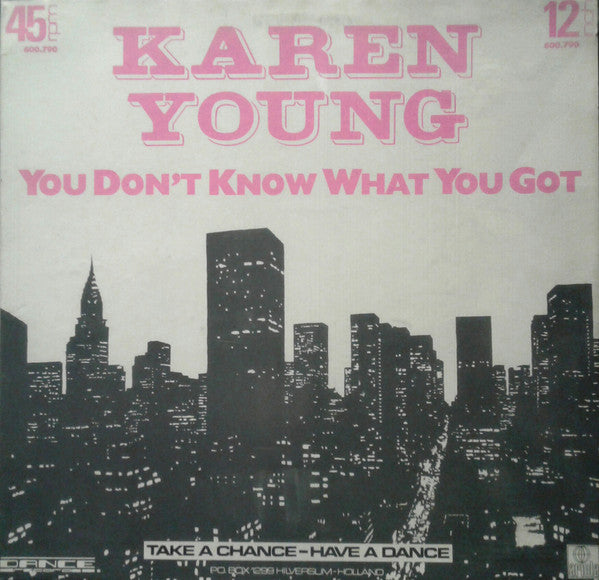 45 rpm
600.790
12
600.790
KAREN
YOUNG
YOU DON'T KNOW WHAT YOU GOT
TAKE A CHANCE-HAVE A DANCE
P.O. BOX 1299 HILVERSUM-HOLLAND
DANCE